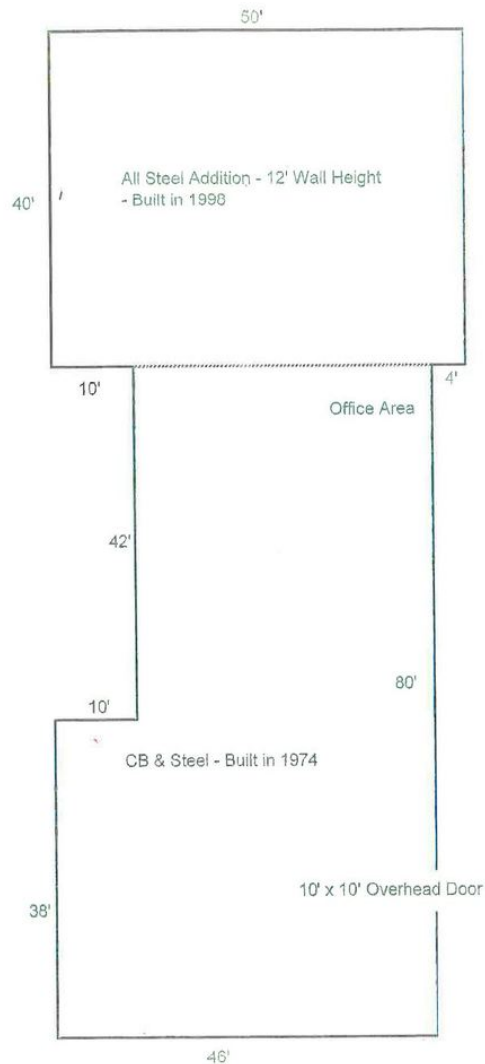 50'
All Steel Addition - 12' Wall Height
- Built in 1998
40'
10'
4'
Office Area
42'
80'
10'
CB & Steel - Built in 1974
10' x 10' Overhead Door
38'
46'